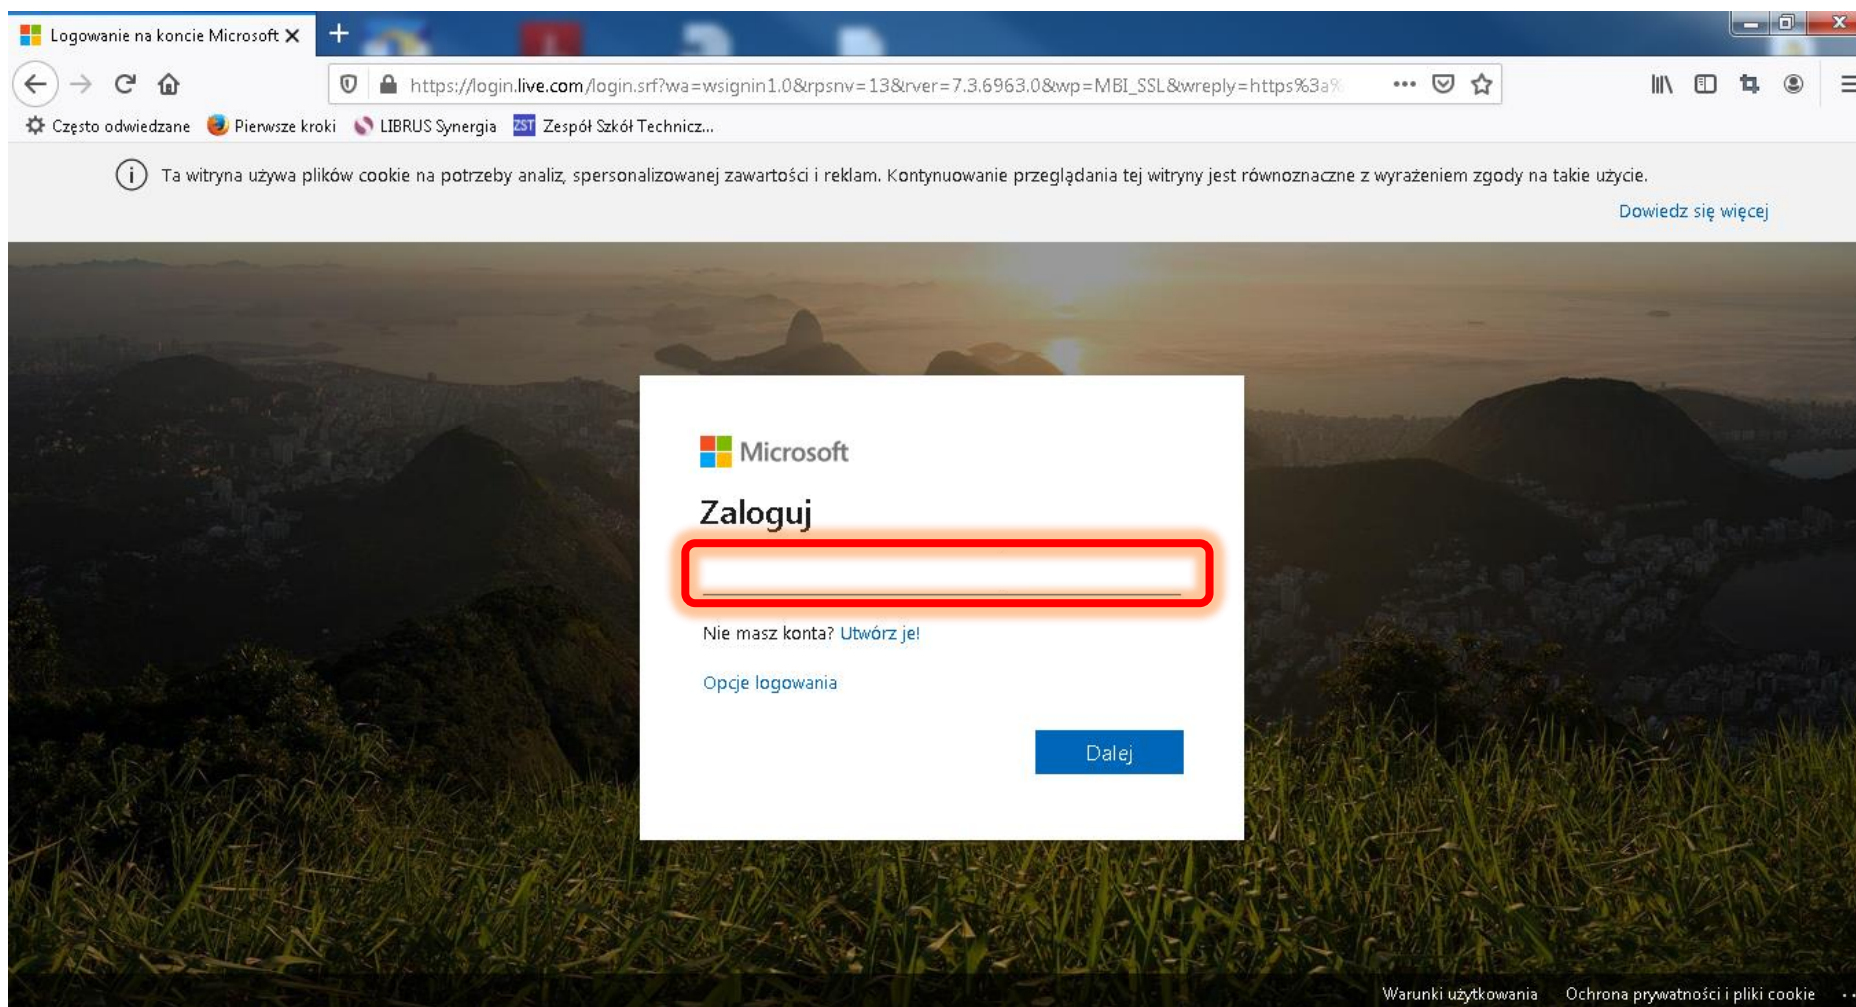 Logowanie na koncie Microsoft
https://login.live.com/login.srf?wa=wsignin1.0&rpsnv=13&rver=7.3.6963.0&wp=MBI_SSL&wreply=https%3a%
Często odwiedzane Pierwsze kroki LIBRUS Synergia ZST Zespół Szkół Technicz...
Ta witryna używa plików cookie na potrzeby analiz, spersonalizowanej zawartości i reklam. Kontynuowanie przeglądania tej witryny jest równoznaczne z wyrażeniem zgody na takie użycie.
Dowiedz się więcej
Microsoft
Zaloguj
Nie masz konta? Utwórz je!
Opcje logowania
Dalej
Warunki użytkowania Ochrona prywatności i pliki cookie